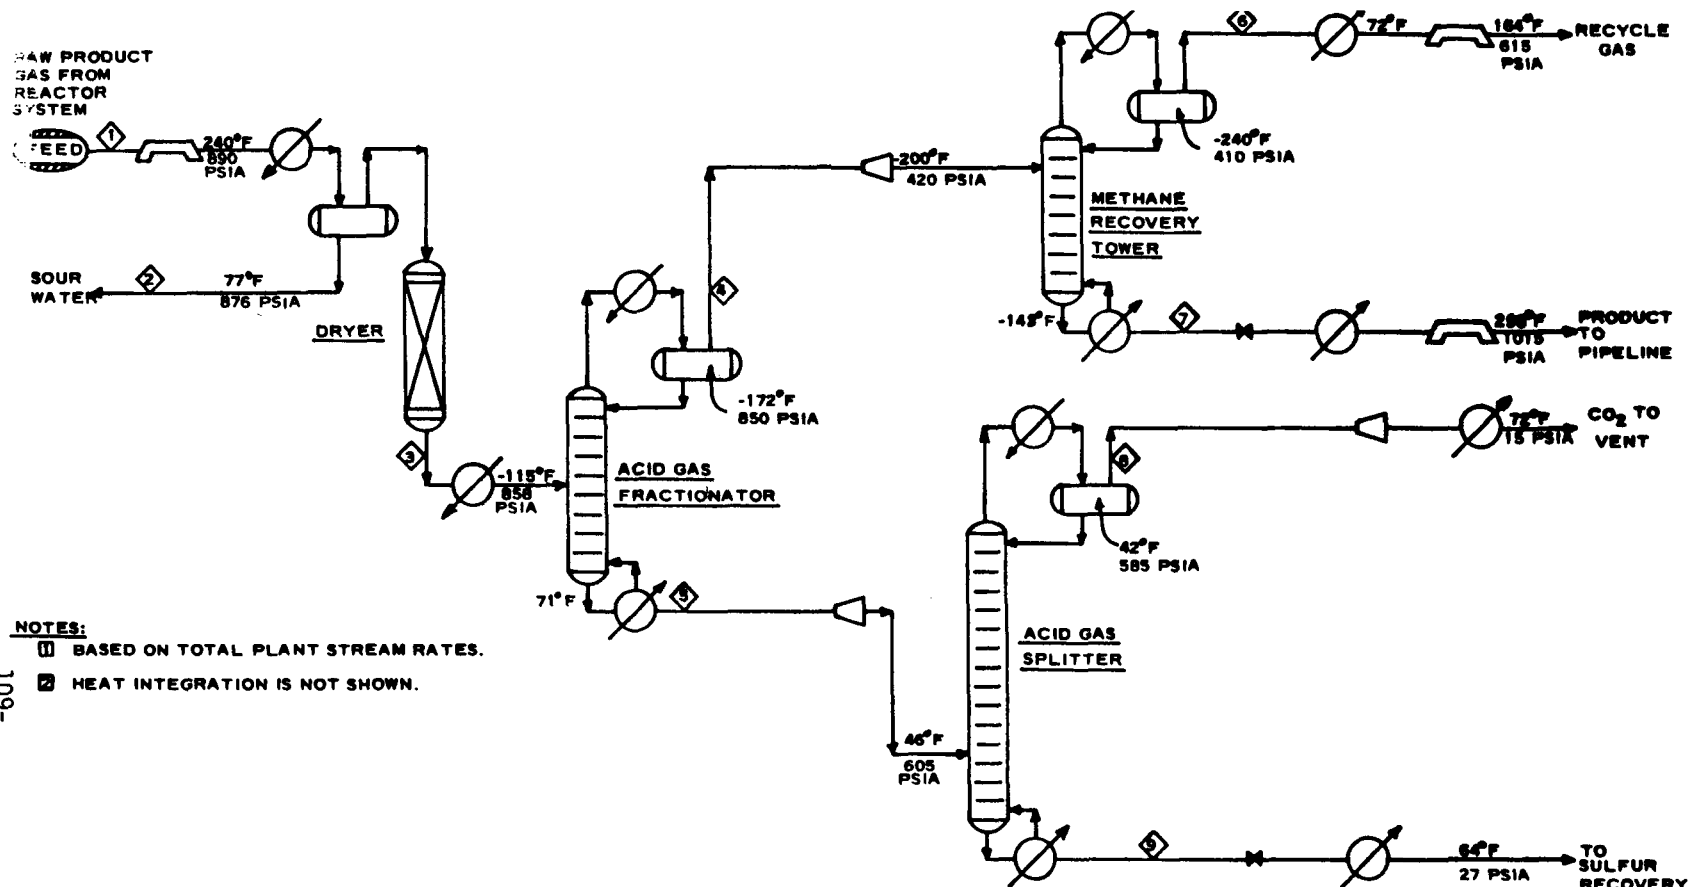 RAW PRODUCT
GAS FROM
REACTOR
SYSTEM
FEED
1
240°F
890
PSIA
SOUR
WATER
2
77°F
876 PSIA
DRYER
3
-115°F
858
PSIA
ACID GAS
FRACTIONATOR
-172°F
850 PSIA
4
71°F
5
-200°F
420 PSIA
METHANE
RECOVERY
TOWER
-240°F
410 PSIA
6
72°F
164°F
615
PSIA
RECYCLE
GAS
7
1015
PSIA
PRODUCT
TO
PIPELINE
8
42°F
585 PSIA
72°F
15 PSIA
CO₂ TO
VENT
46°F
605
PSIA
ACID GAS
SPLITTER
9
64°F
27 PSIA
TO
SULFUR
RECOVERY
NOTES:
1 BASED ON TOTAL PLANT STREAM RATES.
2 HEAT INTEGRATION IS NOT SHOWN.
109-